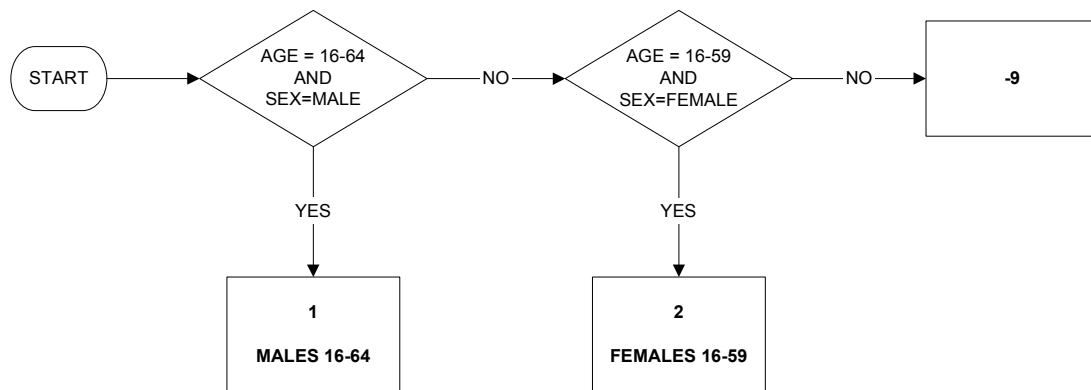 START
AGE = 16-64
AND
SEX=MALE
NO
AGE = 16-59
AND
SEX=FEMALE
NO
-9
YES
YES
1
MALES 16-64
2
FEMALES 16-59